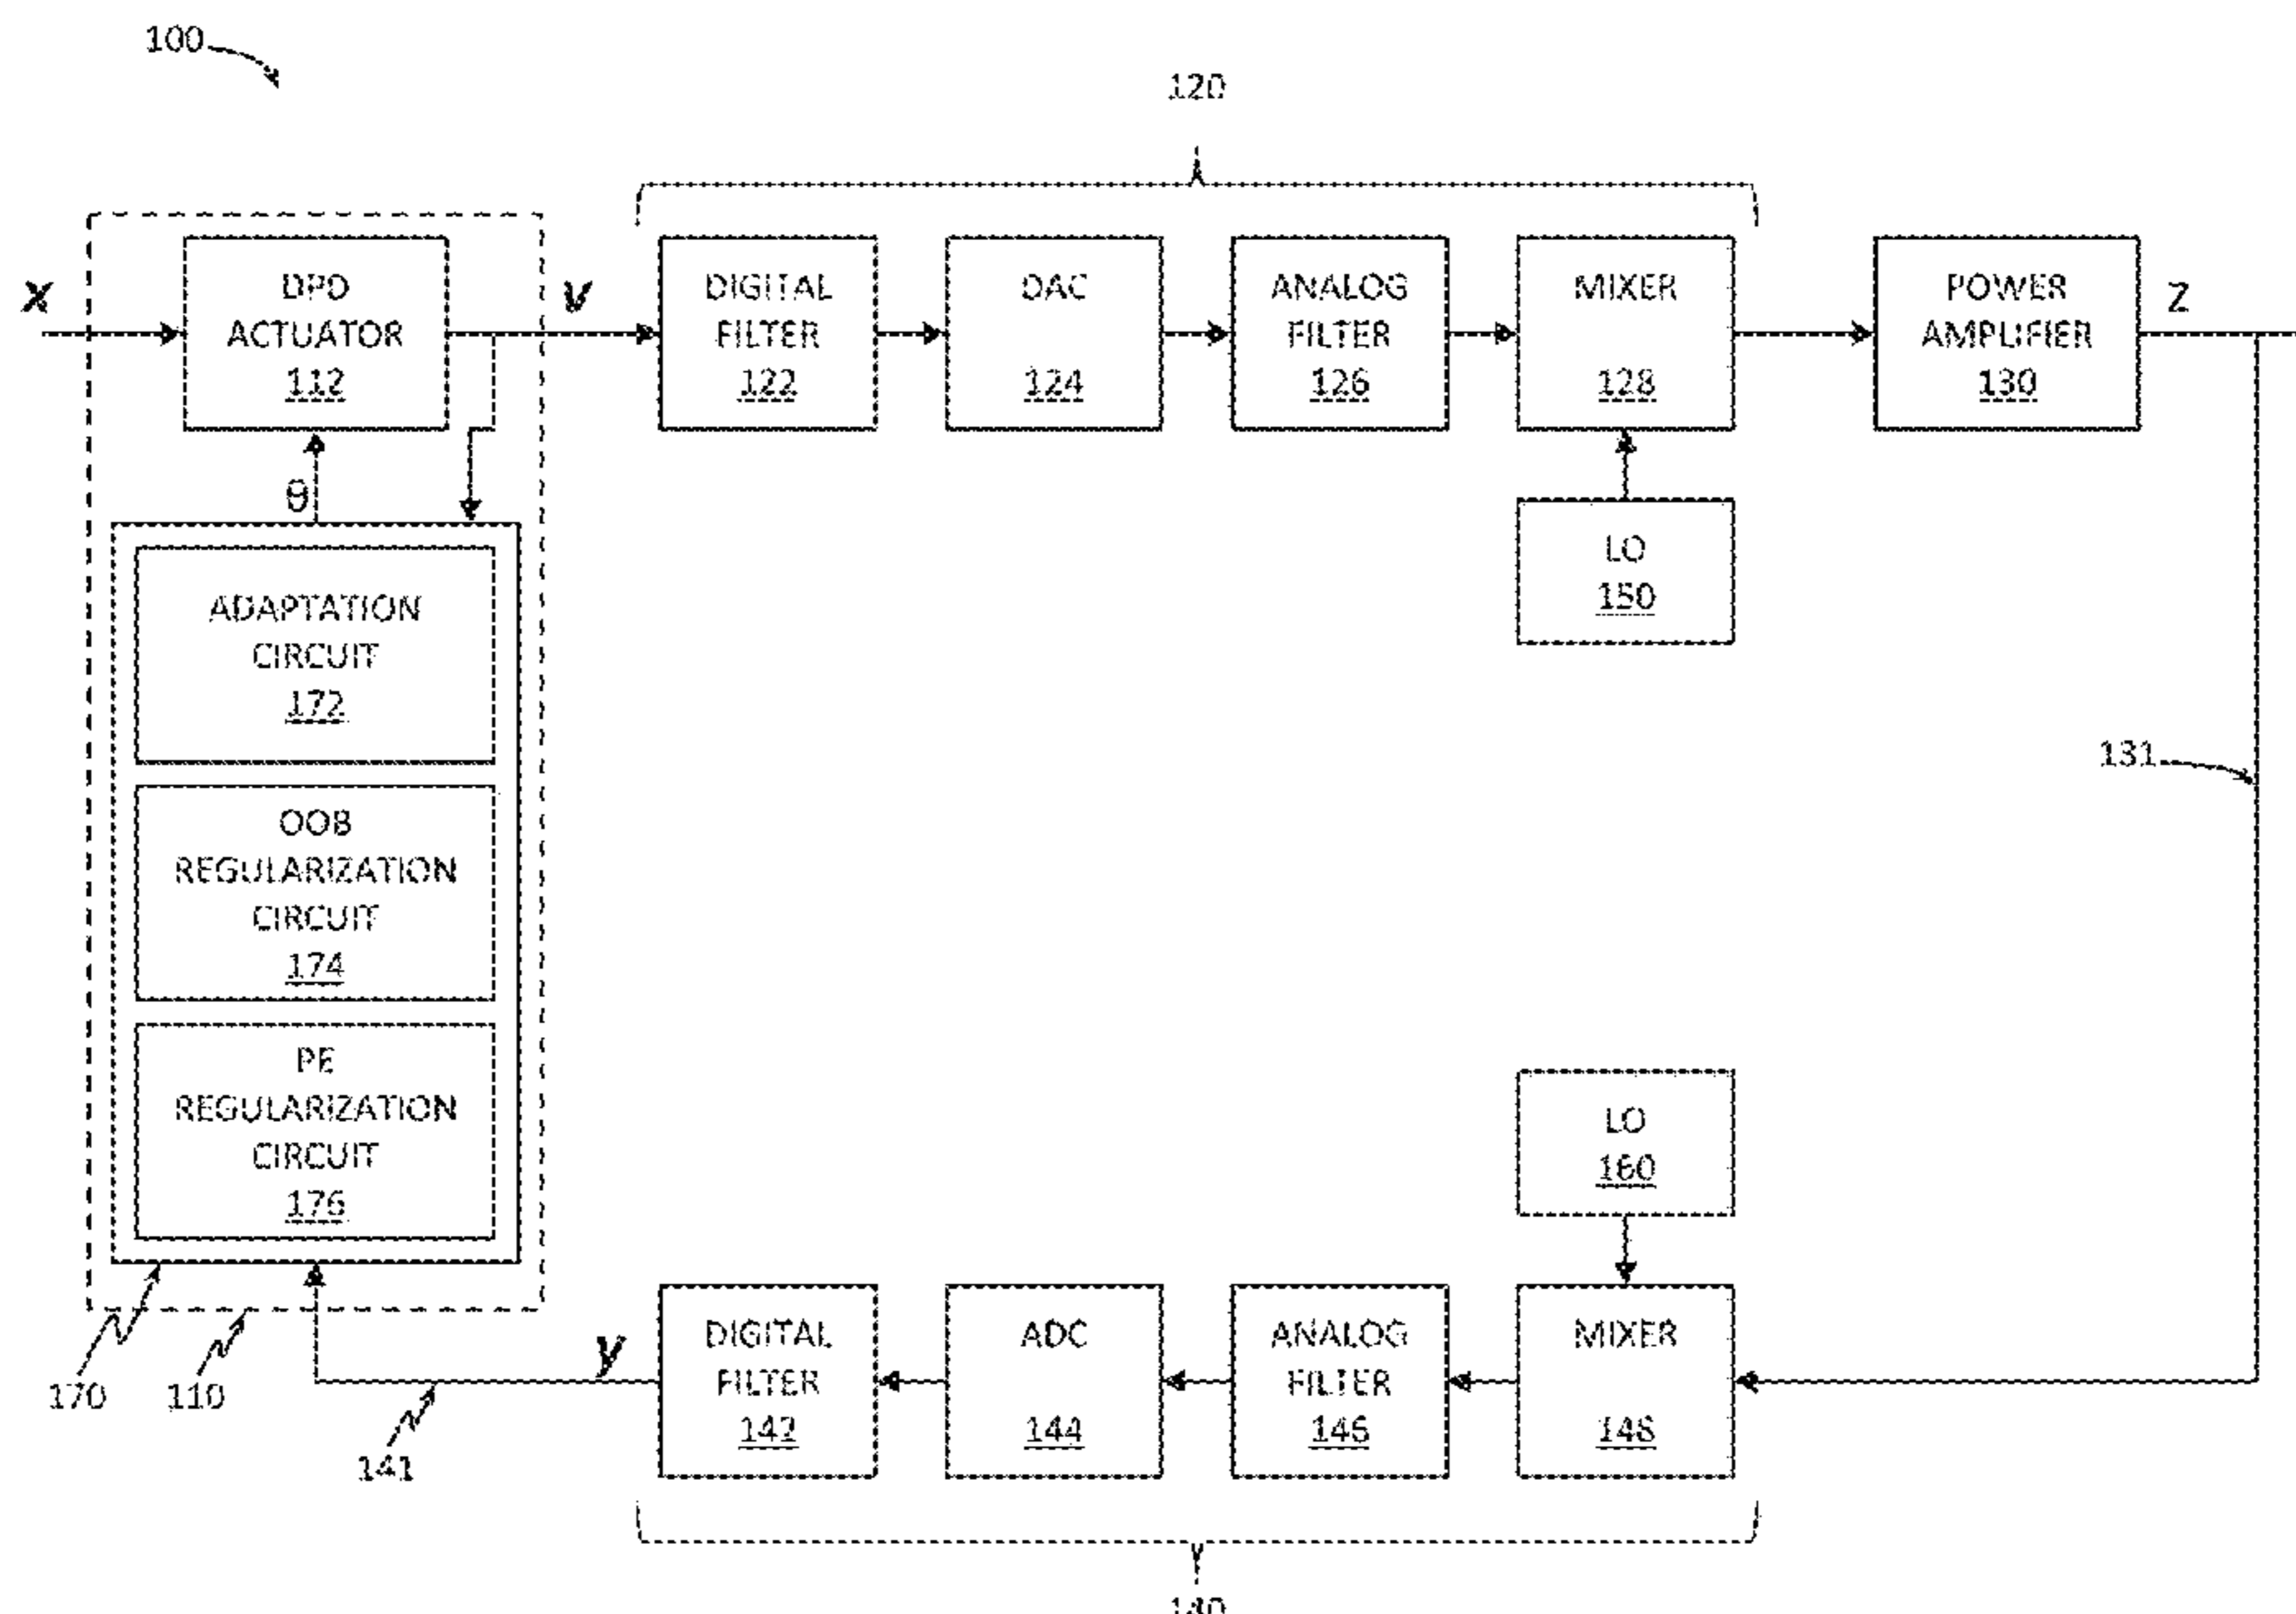 100
120
x
DPD
ACTUATOR
112
v
DIGITAL
FILTER
122
DAC
124
ANALOG
FILTER
126
MIXER
128
POWER
AMPLIFIER
130
z
θ
LO
150
ADAPTATION
CIRCUIT
172
131
OOB
REGULARIZATION
CIRCUIT
174
PE
REGULARIZATION
CIRCUIT
176
LO
160
170
110
141
y
DIGITAL
FILTER
142
ADC
144
ANALOG
FILTER
146
MIXER
148